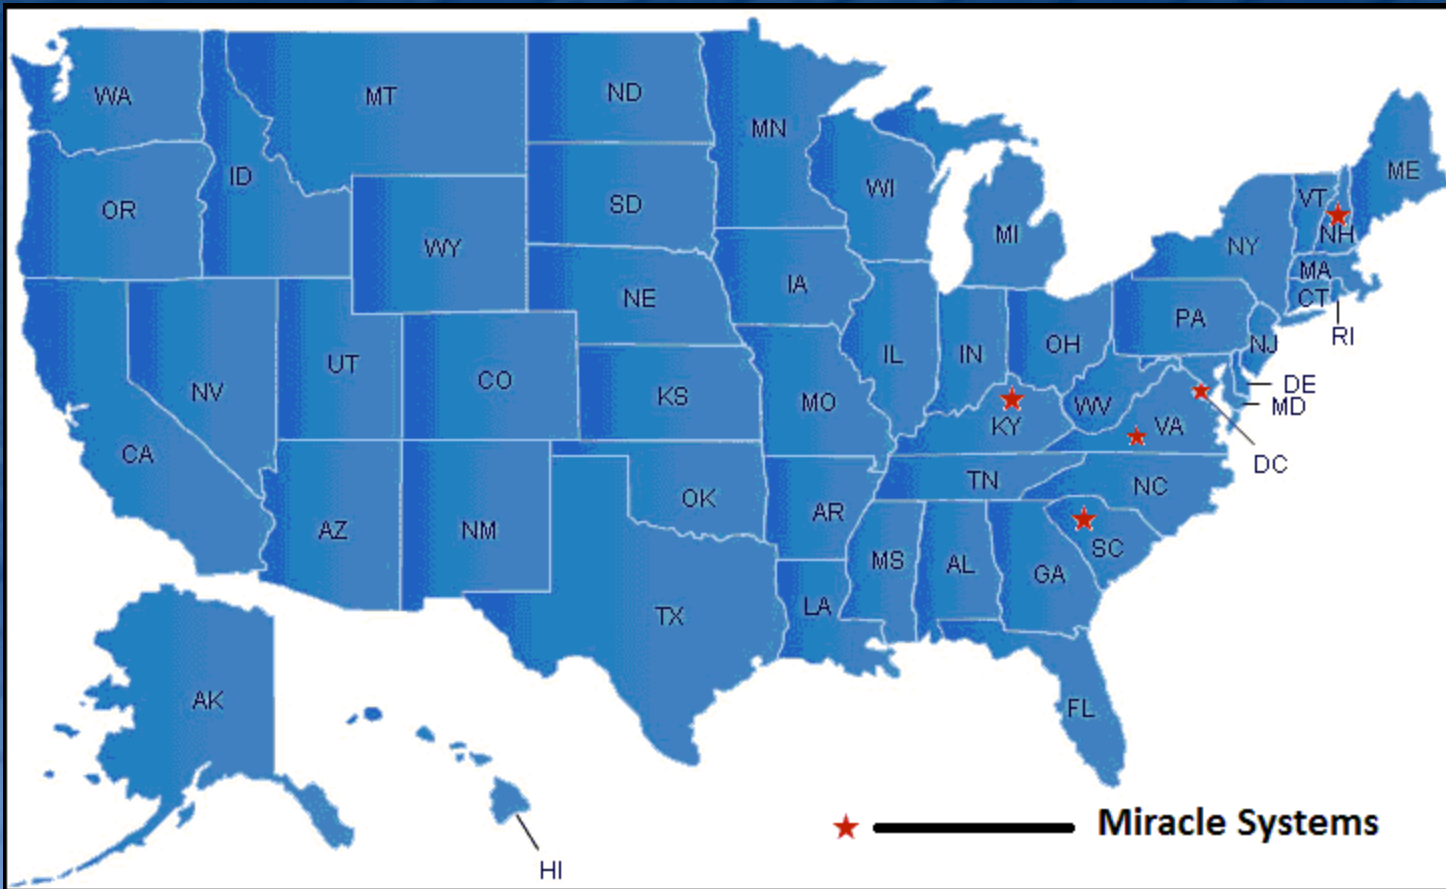 WA
MT
ND
MN
ME
ID
OR
SD
WI
VT
MI
NH
NY
WY
MA
IA
NE
CT
PA
RI
NJ
UT
CO
IL
IN
OH
NV
KS
MO
DE
WV
MD
KY
VA
CA
DC
TN
OK
NC
AZ
NM
AR
SC
MS
AL
GA
TX
LA
AK
FL
Miracle Systems
HI